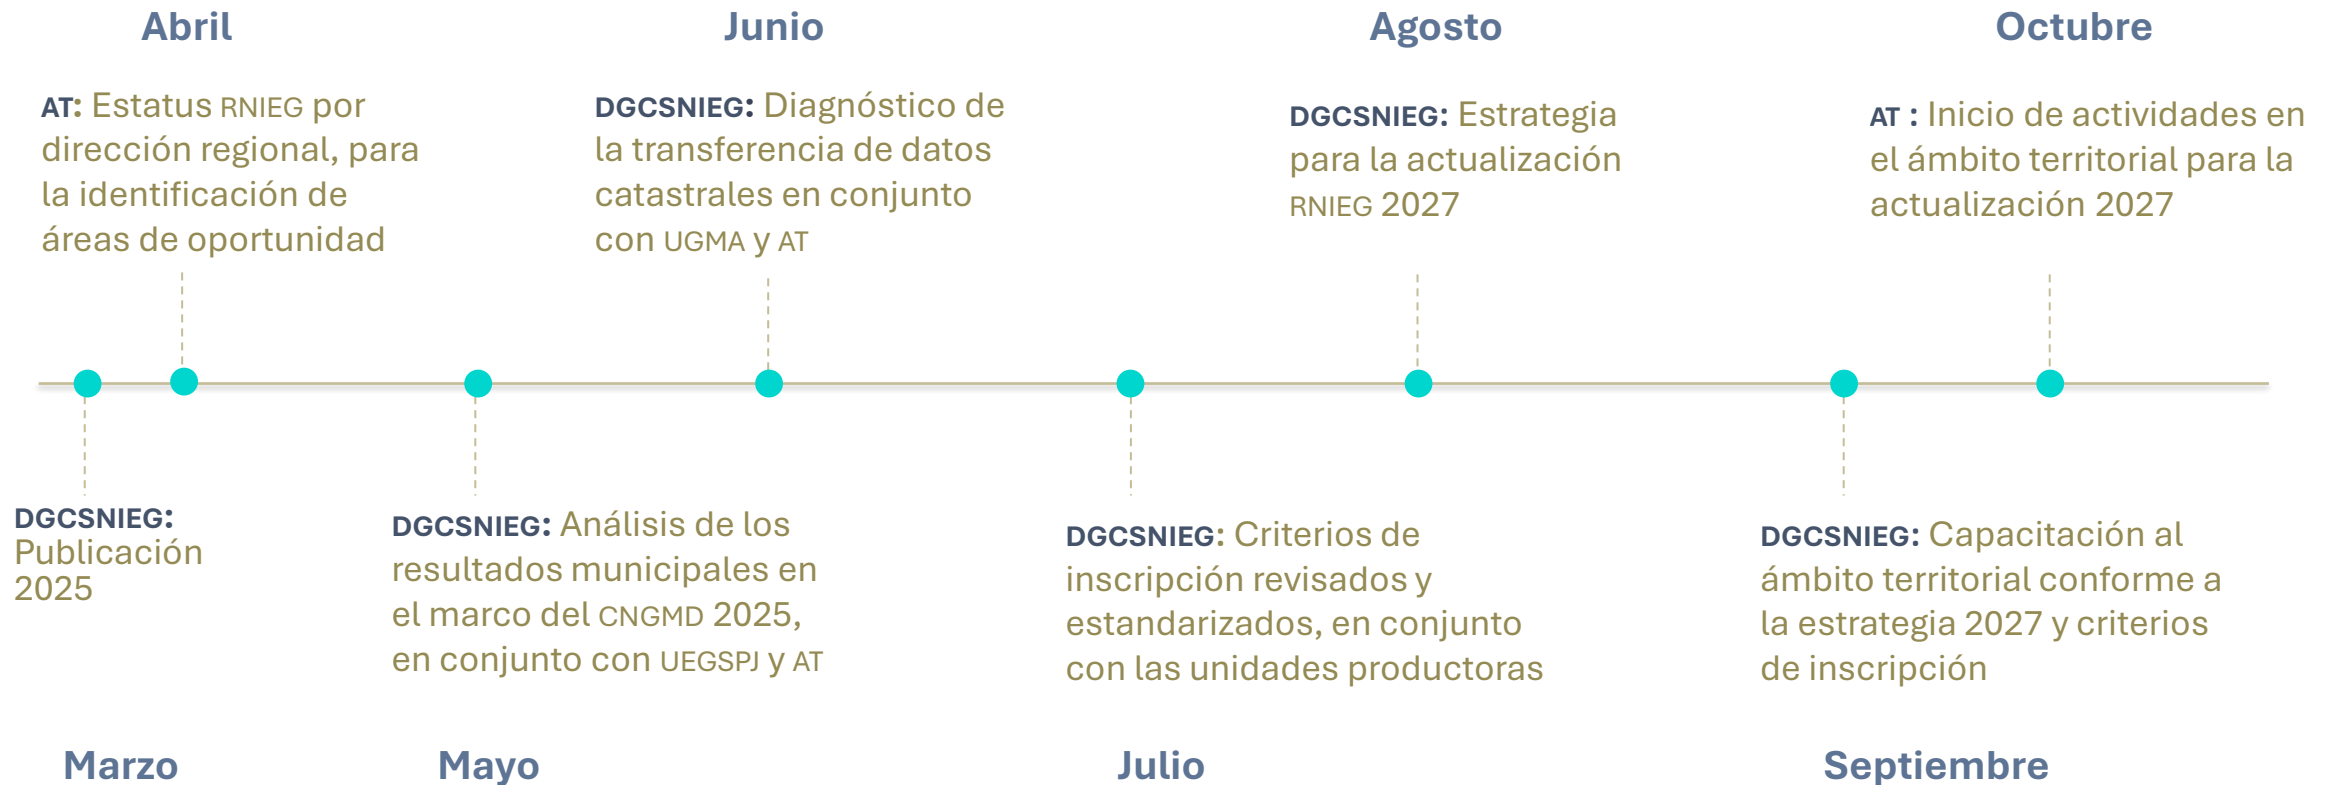 Abril
Junio
Agosto
Octubre
AT: Estatus RNIEG por
dirección regional, para
la identificación de
áreas de oportunidad
DGCSNIEG: Diagnóstico de
la transferencia de datos
catastrales en conjunto
con UGMA y AT
DGCSNIEG: Estrategia
para la actualización
RNIEG 2027
AT : Inicio de actividades en
el ámbito territorial para la
actualización 2027
DGCSNIEG:
Publicación
2025
DGCSNIEG: Análisis de los
resultados municipales en
el marco del CNGMD 2025,
en conjunto con UEGSPJ y AT
DGCSNIEG: Criterios de
inscripción revisados y
estandarizados, en conjunto
con las unidades productoras
DGCSNIEG: Capacitación al
ámbito territorial conforme a
la estrategia 2027 y criterios
de inscripción
Marzo
Mayo
Julio
Septiembre